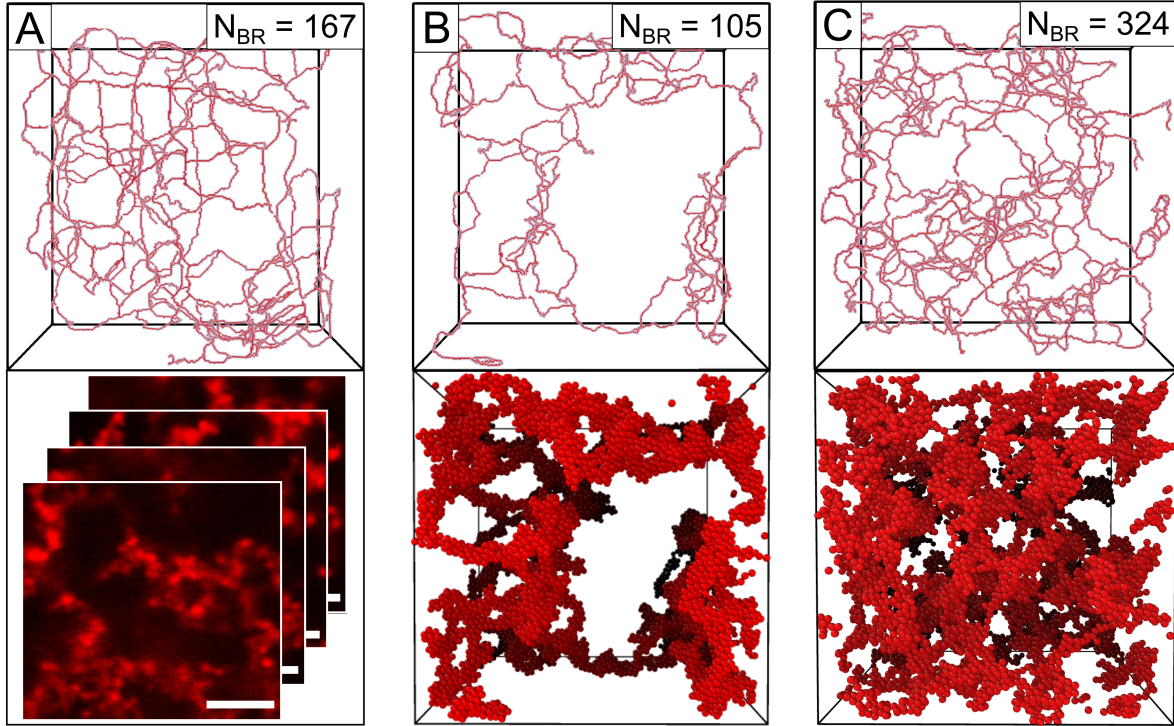 A
N_BR = 167
B
N_BR = 105
C
N_BR = 324